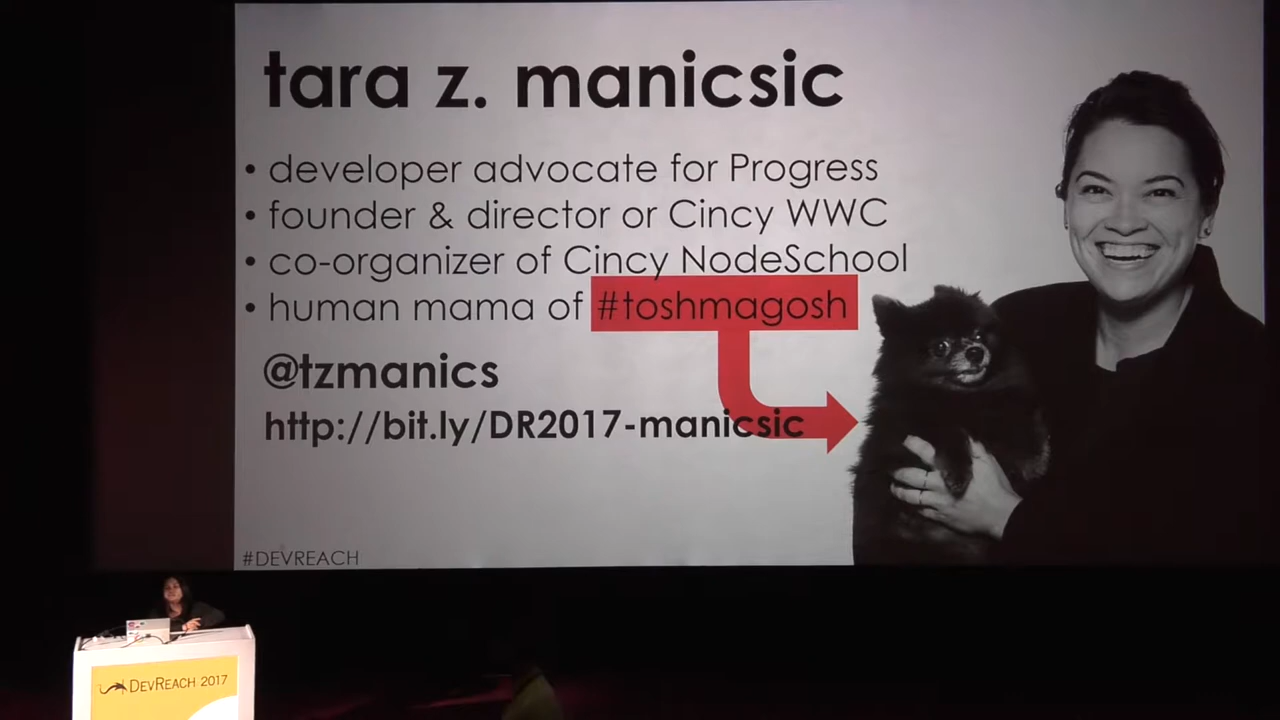 tara z. manicsic
• developer advocate for Progress
• founder & director or Cincy WWC
• co-organizer of Cincy NodeSchool
• human mama of #toshmagosh
@tzmanics
http://bit.ly/DR2017-manicsic
#DEVREACH
DEVREACH 2017